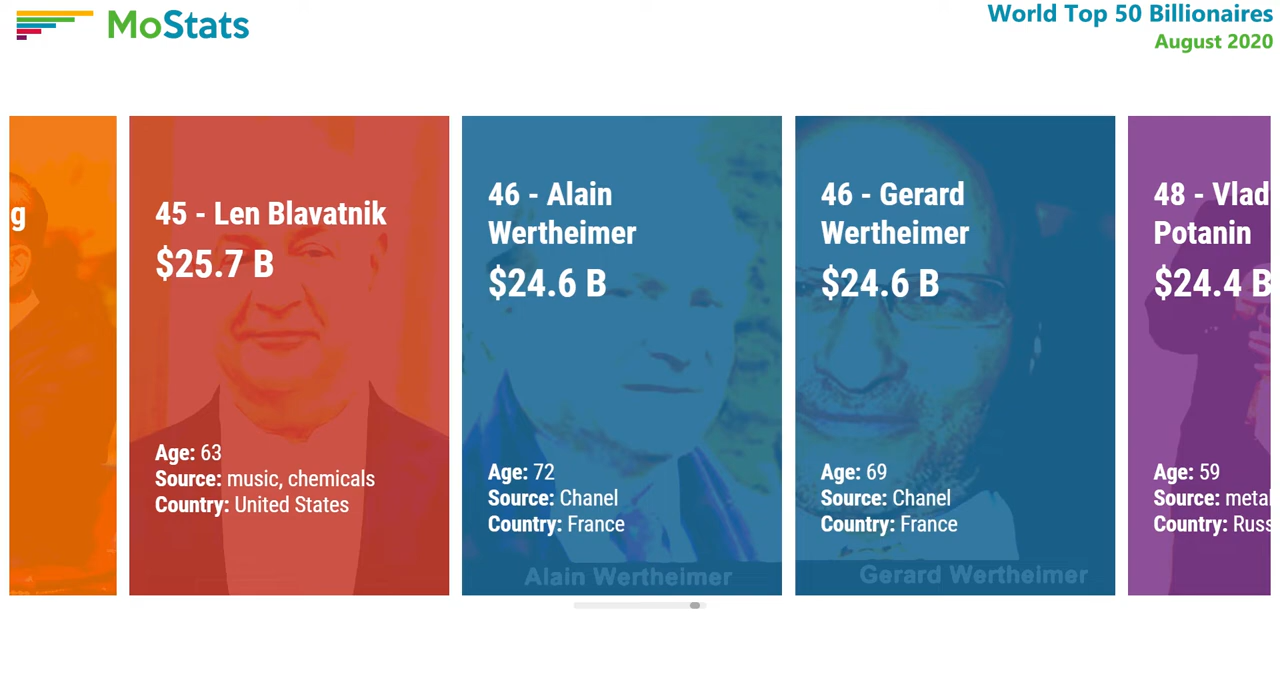 MoStats
World Top 50 Billionaires
August 2020
g
45 - Len Blavatnik
$25.7 B
Age: 63
Source: music, chemicals
Country: United States
46 - Alain
Wertheimer
$24.6 B
Age: 72
Source: Chanel
Country: France
Alain Wertheimer
46 - Gerard
Wertheimer
$24.6 B
Age: 69
Source: Chanel
Country: France
Gerard Wertheimer
48 - Vlad
Potanin
$24.4 B
Age: 59
Source: metal
Country: Russ